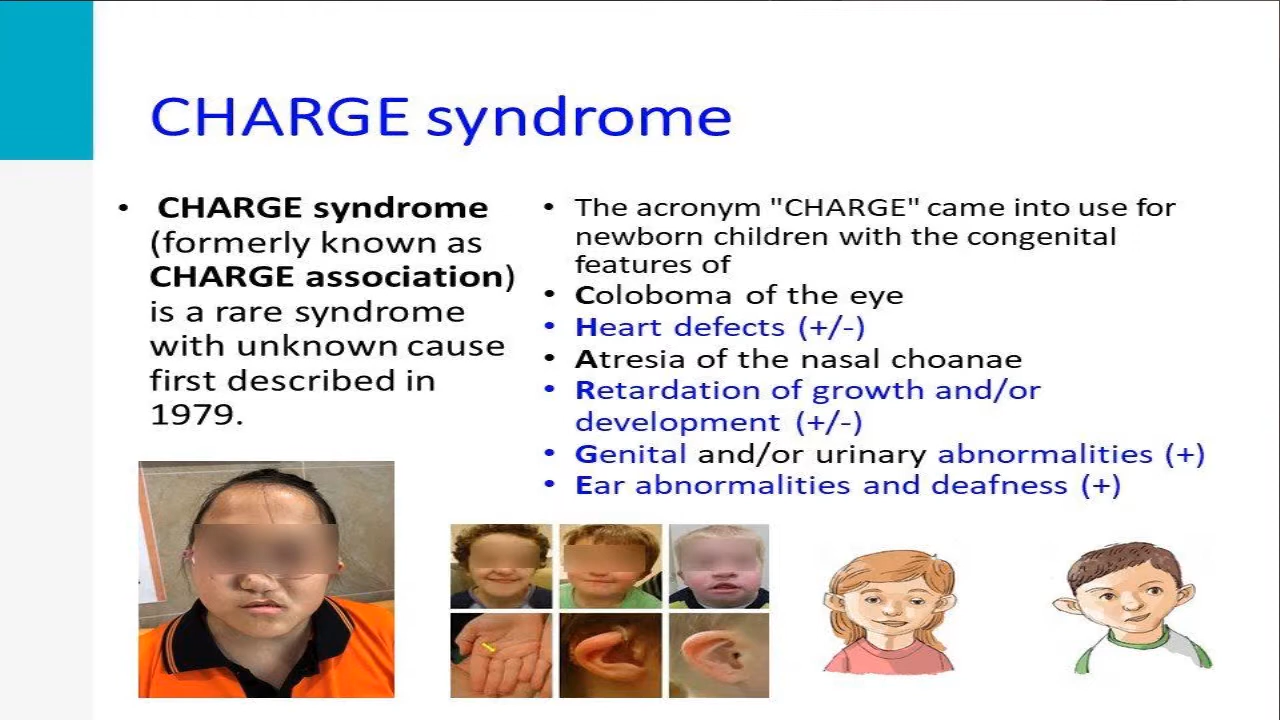 CHARGE syndrome
• CHARGE syndrome
(formerly known as
CHARGE association)
is a rare syndrome
with unknown cause
first described in
1979.
• The acronym "CHARGE" came into use for
newborn children with the congenital
features of
• Coloboma of the eye
• Heart defects (+/-)
• Atresia of the nasal choanae
• Retardation of growth and/or
development (+/-)
• Genital and/or urinary abnormalities (+)
• Ear abnormalities and deafness (+)